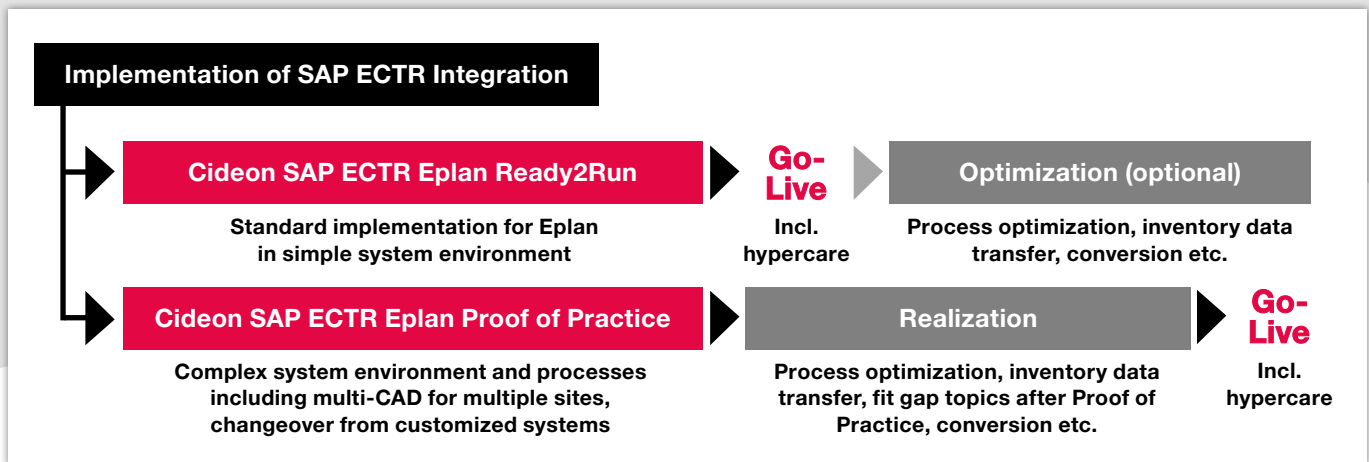 Implementation of SAP ECTR Integration
Cideon SAP ECTR Eplan Ready2Run
Go-
Live
Optimization (optional)
Standard implementation for Eplan
in simple system environment
Incl.
hypercare
Process optimization, inventory data
transfer, conversion etc.
Cideon SAP ECTR Eplan Proof of Practice
Realization
Go-
Live
Complex system environment and processes
including multi-CAD for multiple sites,
changeover from customized systems
Process optimization, inventory data
transfer, fit gap topics after Proof of
Practice, conversion etc.
Incl.
hypercare